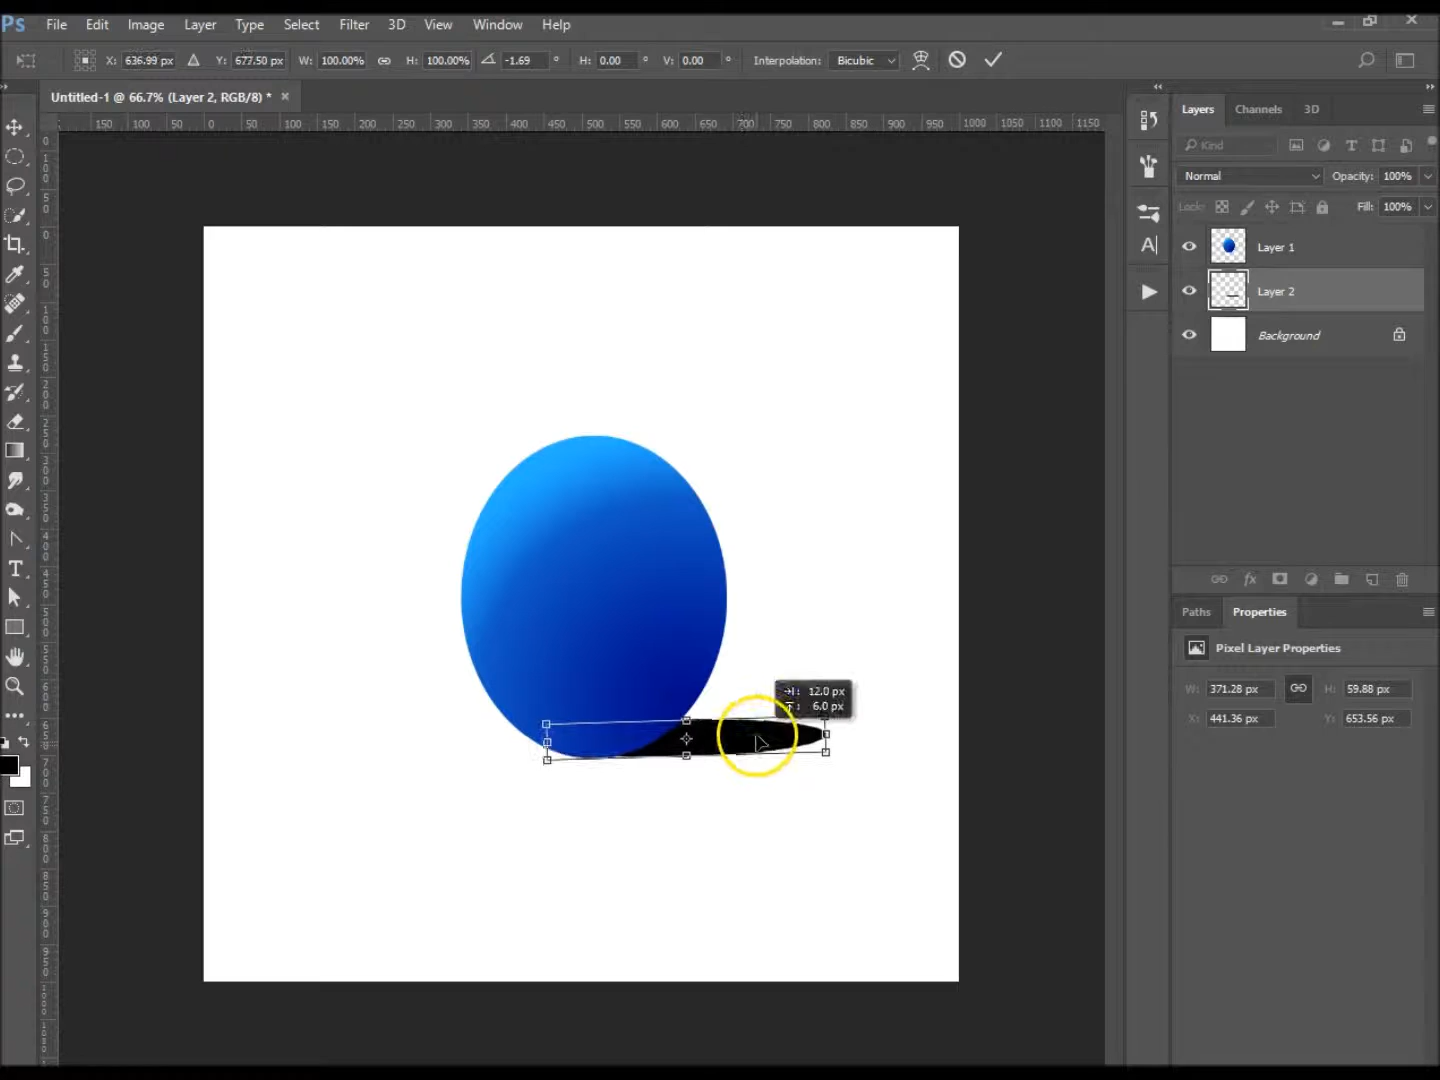 Ps File Edit Image Layer Type Select Filter 3D View Window Help
X: 636.99 px Y: 677.50 px W: 100.00% H: 100.00% -1.69 ° H: 0.00 ° V: 0.00 ° Interpolation: Bicubic
Untitled-1 @ 66.7% (Layer 2, RGB/8) *
150 100 50 0 50 100 150 200 250 300 350 400 450 500 550 600 650 700 750 800 850 900 950 1000 1050 1100 1150
Layers Channels 3D
Kind
Normal Opacity: 100%
Lock: Fill: 100%
Layer 1
Layer 2
Background
Paths Properties
Pixel Layer Properties
W: 371.28 px H: 59.88 px
X: 441.36 px Y: 653.56 px
12.0 px
6.0 px